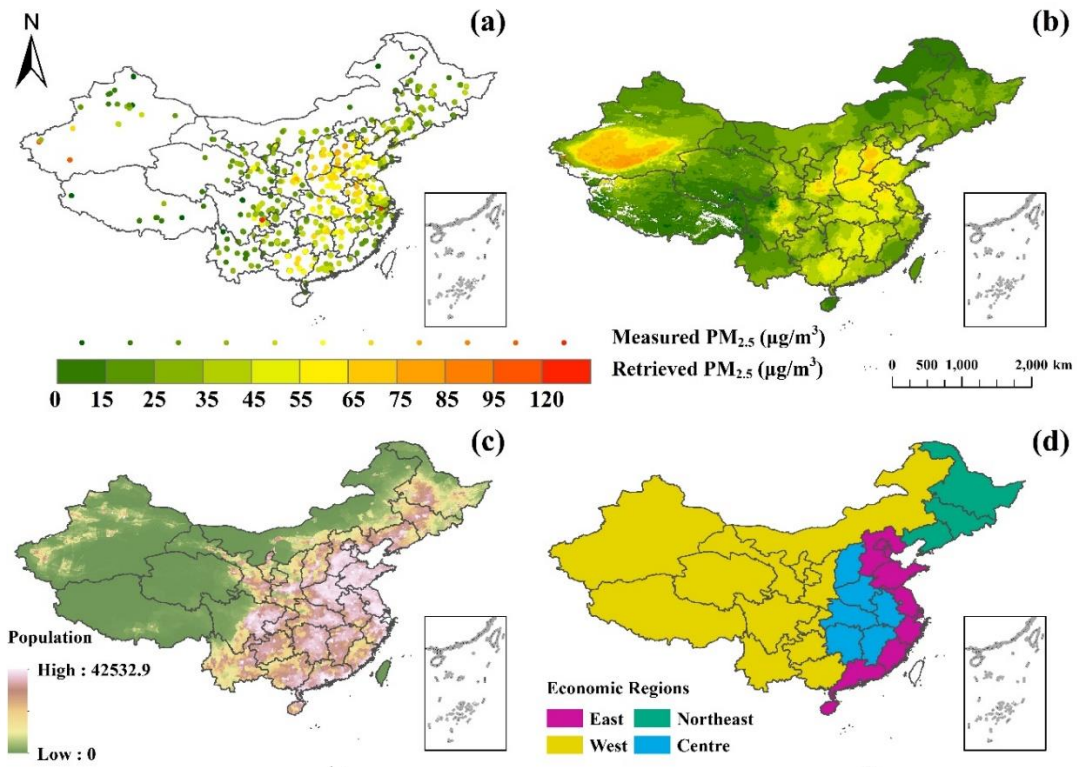 N
(a)
(b)
Measured PM2.5 (μg/m³)
Retrieved PM2.5 (μg/m³)
0 15 25 35 45 55 65 75 85 95 120
0 500 1,000 2,000 km
(c)
(d)
Population
High : 42532.9
Low : 0
Economic Regions
East Northeast
West Centre